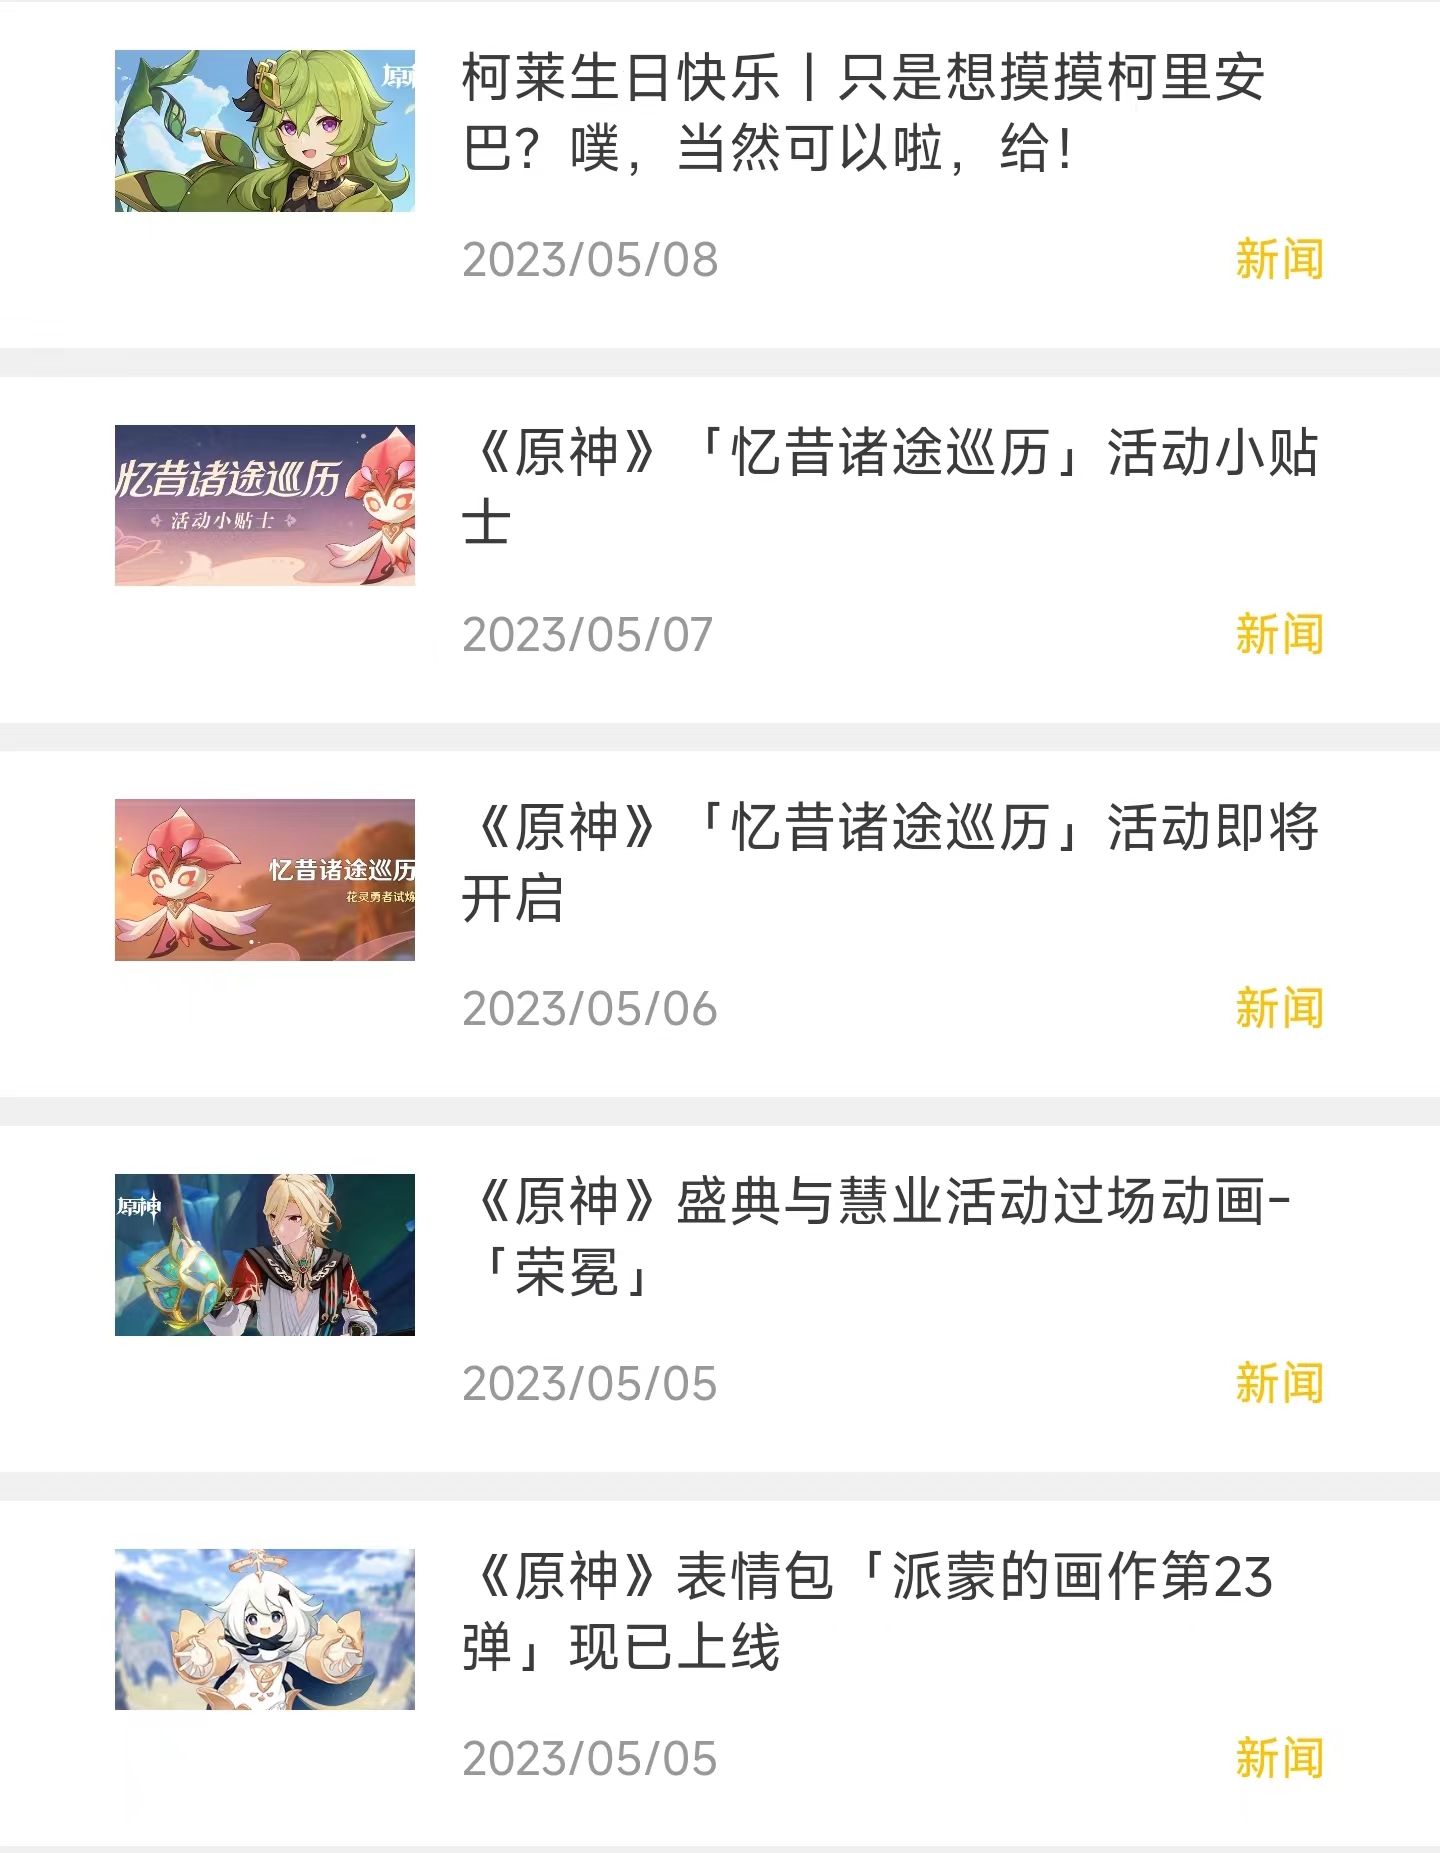 原神
柯莱生日快乐丨只是想摸摸柯里安
巴？噗，当然可以啦，给！
2023/05/08
新闻
忆昔诸途巡历
活动小贴士
《原神》「忆昔诸途巡历」活动小贴
士
2023/05/07
新闻
忆昔诸途巡历
花灵勇者试炼
《原神》「忆昔诸途巡历」活动即将
开启
2023/05/06
新闻
原神
《原神》盛典与慧业活动过场动画-
「荣冕」
2023/05/05
新闻
《原神》表情包「派蒙的画作第23
弹」现已上线
2023/05/05
新闻